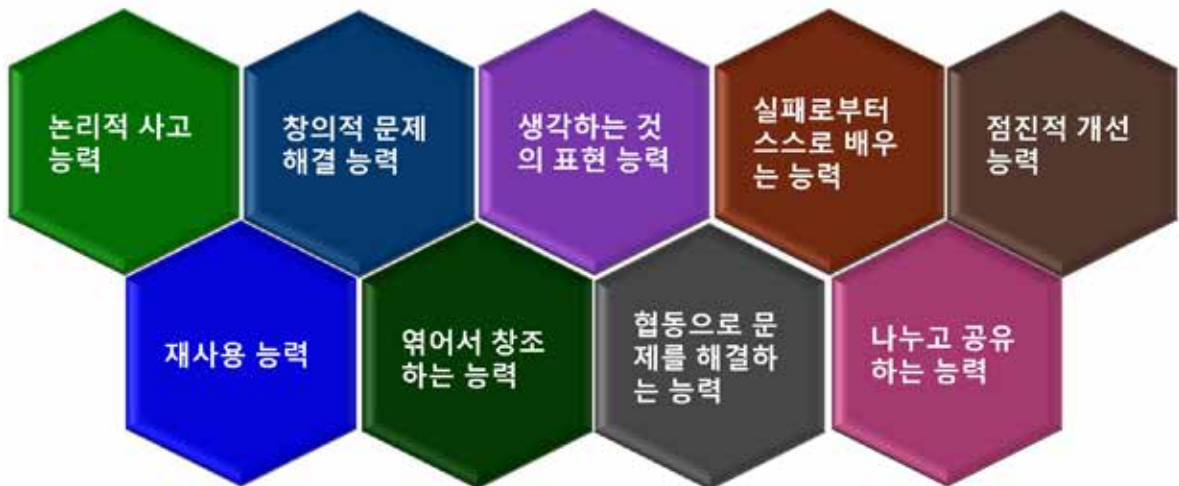 논리적 사고
능력
창의적 문제
해결 능력
생각하는 것
의 표현 능력
실패로부터
스스로 배우
는 능력
점진적 개선
능력
재사용 능력
엮어서 창조
하는 능력
협동으로 문
제를 해결하
는 능력
나누고 공유
하는 능력